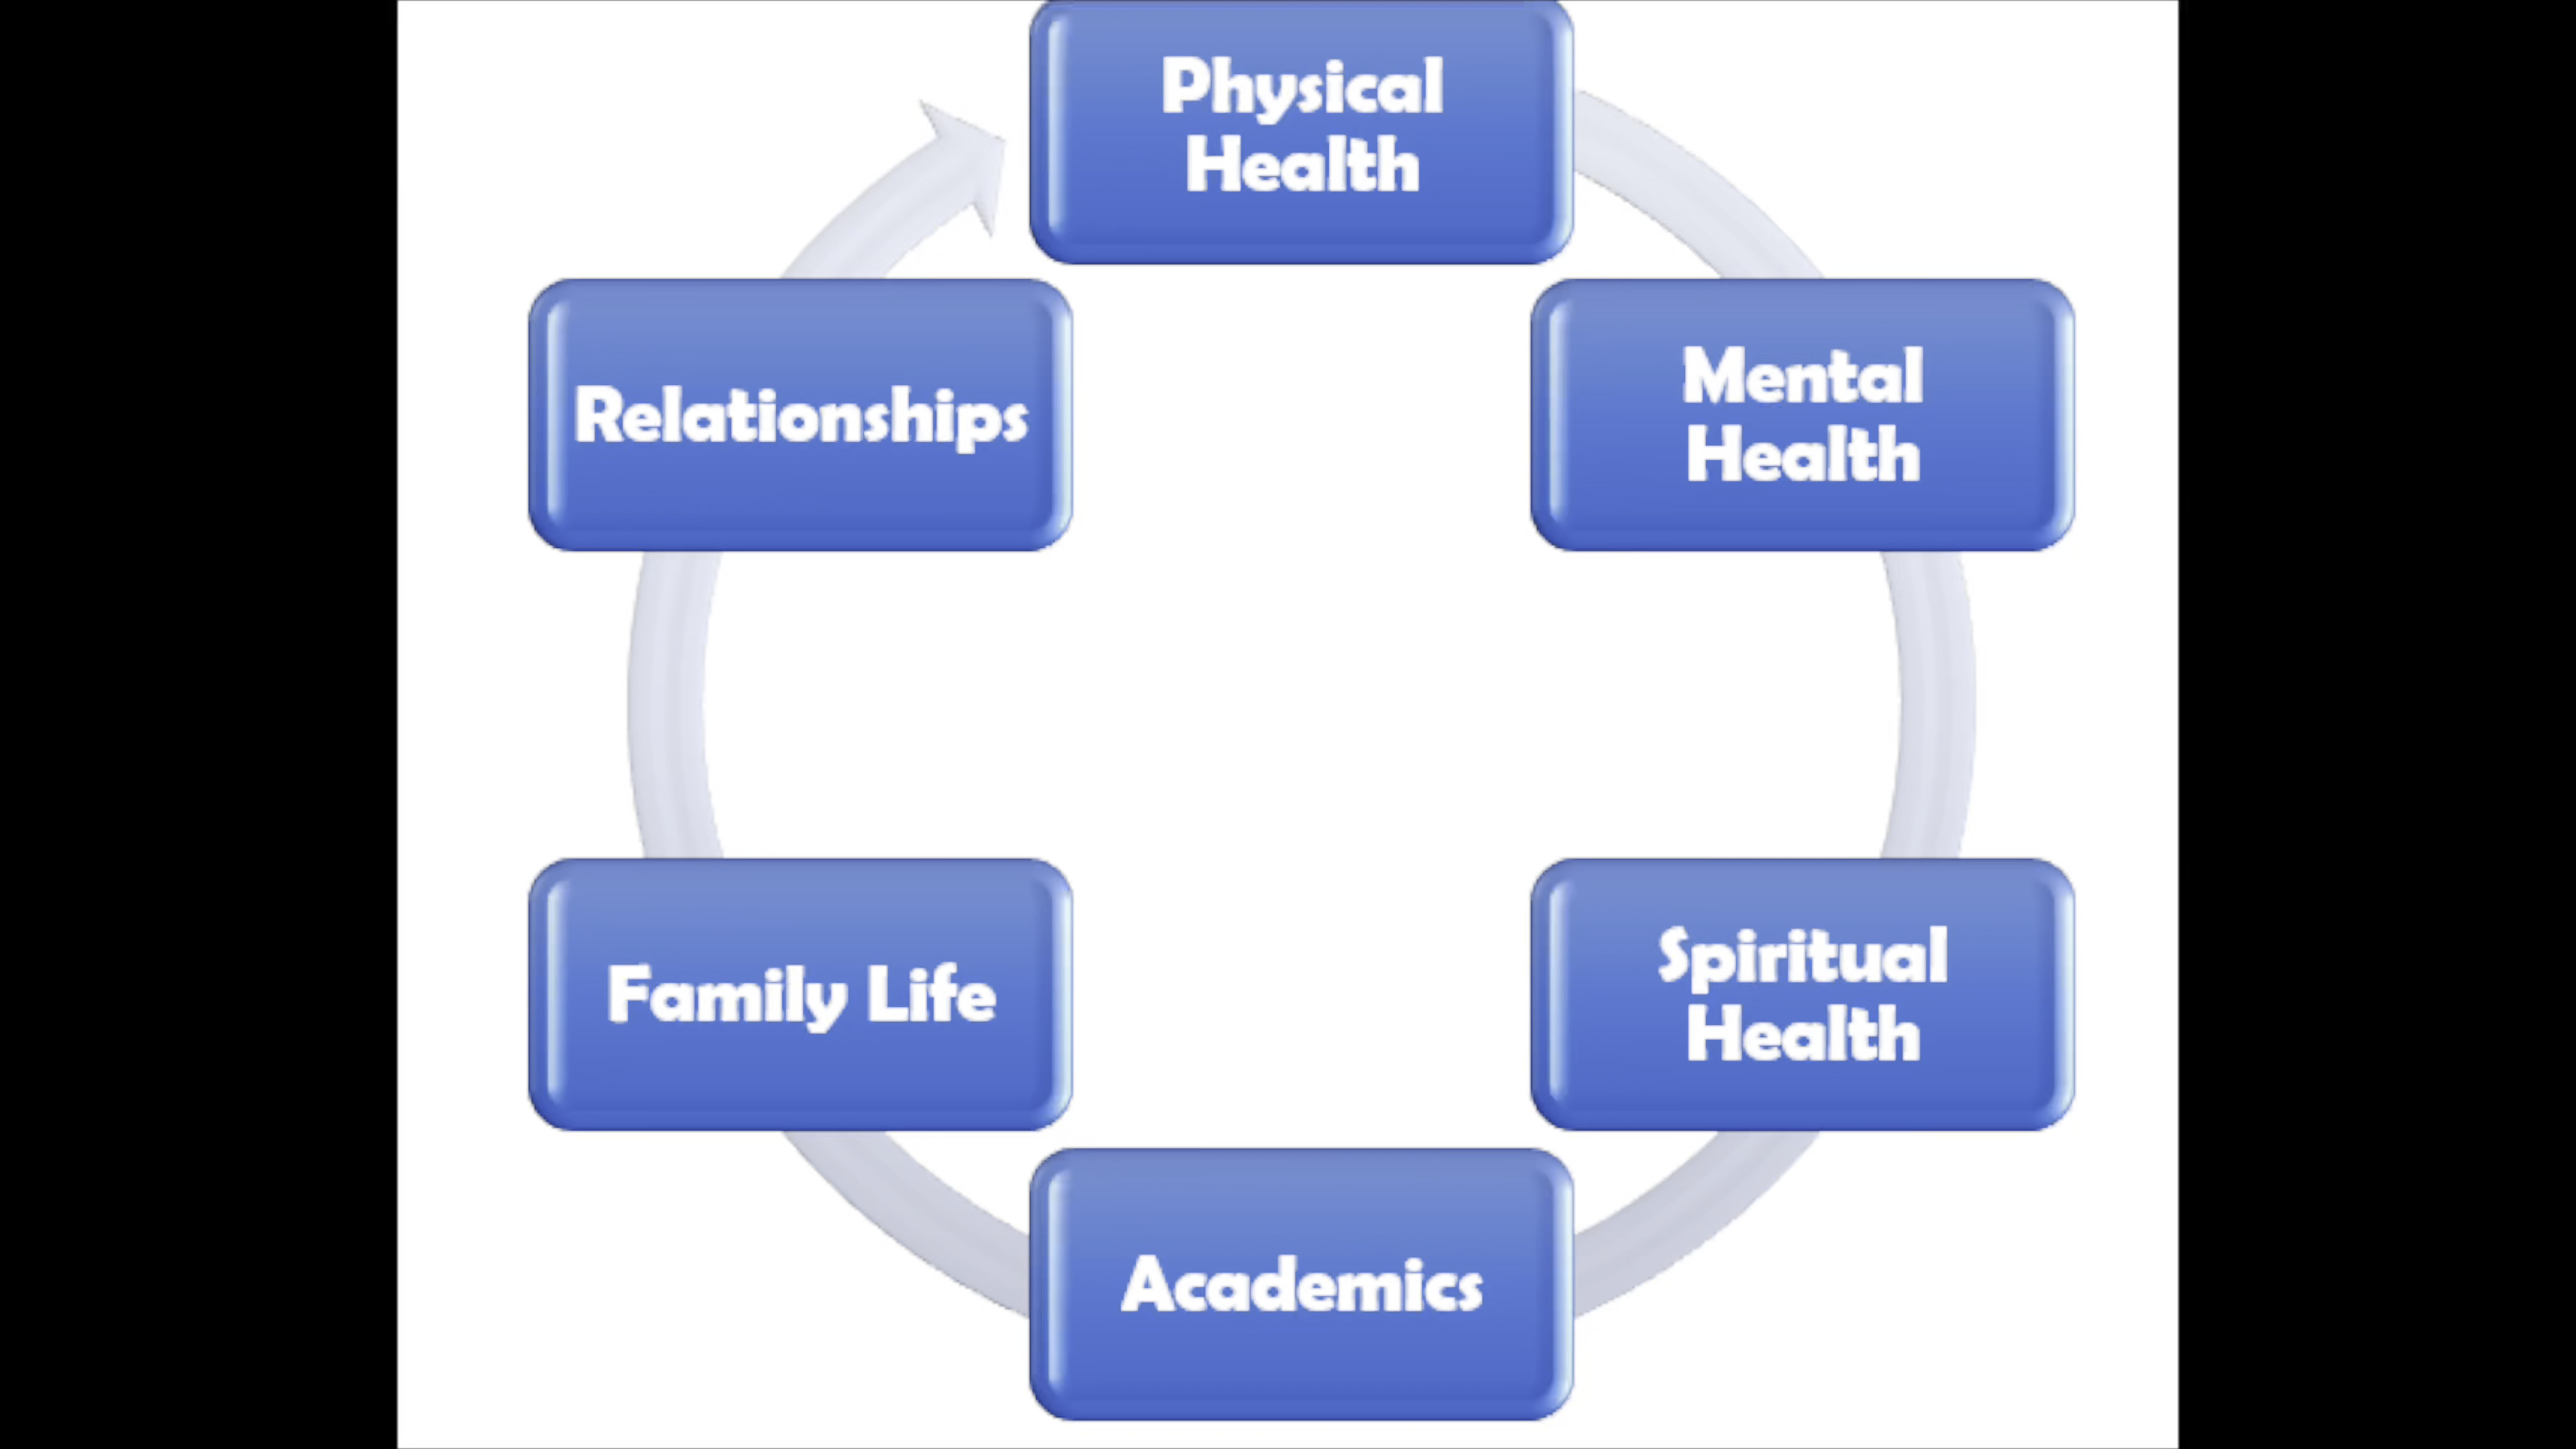 Physical
Health
Mental
Health
Spiritual
Health
Academics
Family Life
Relationships